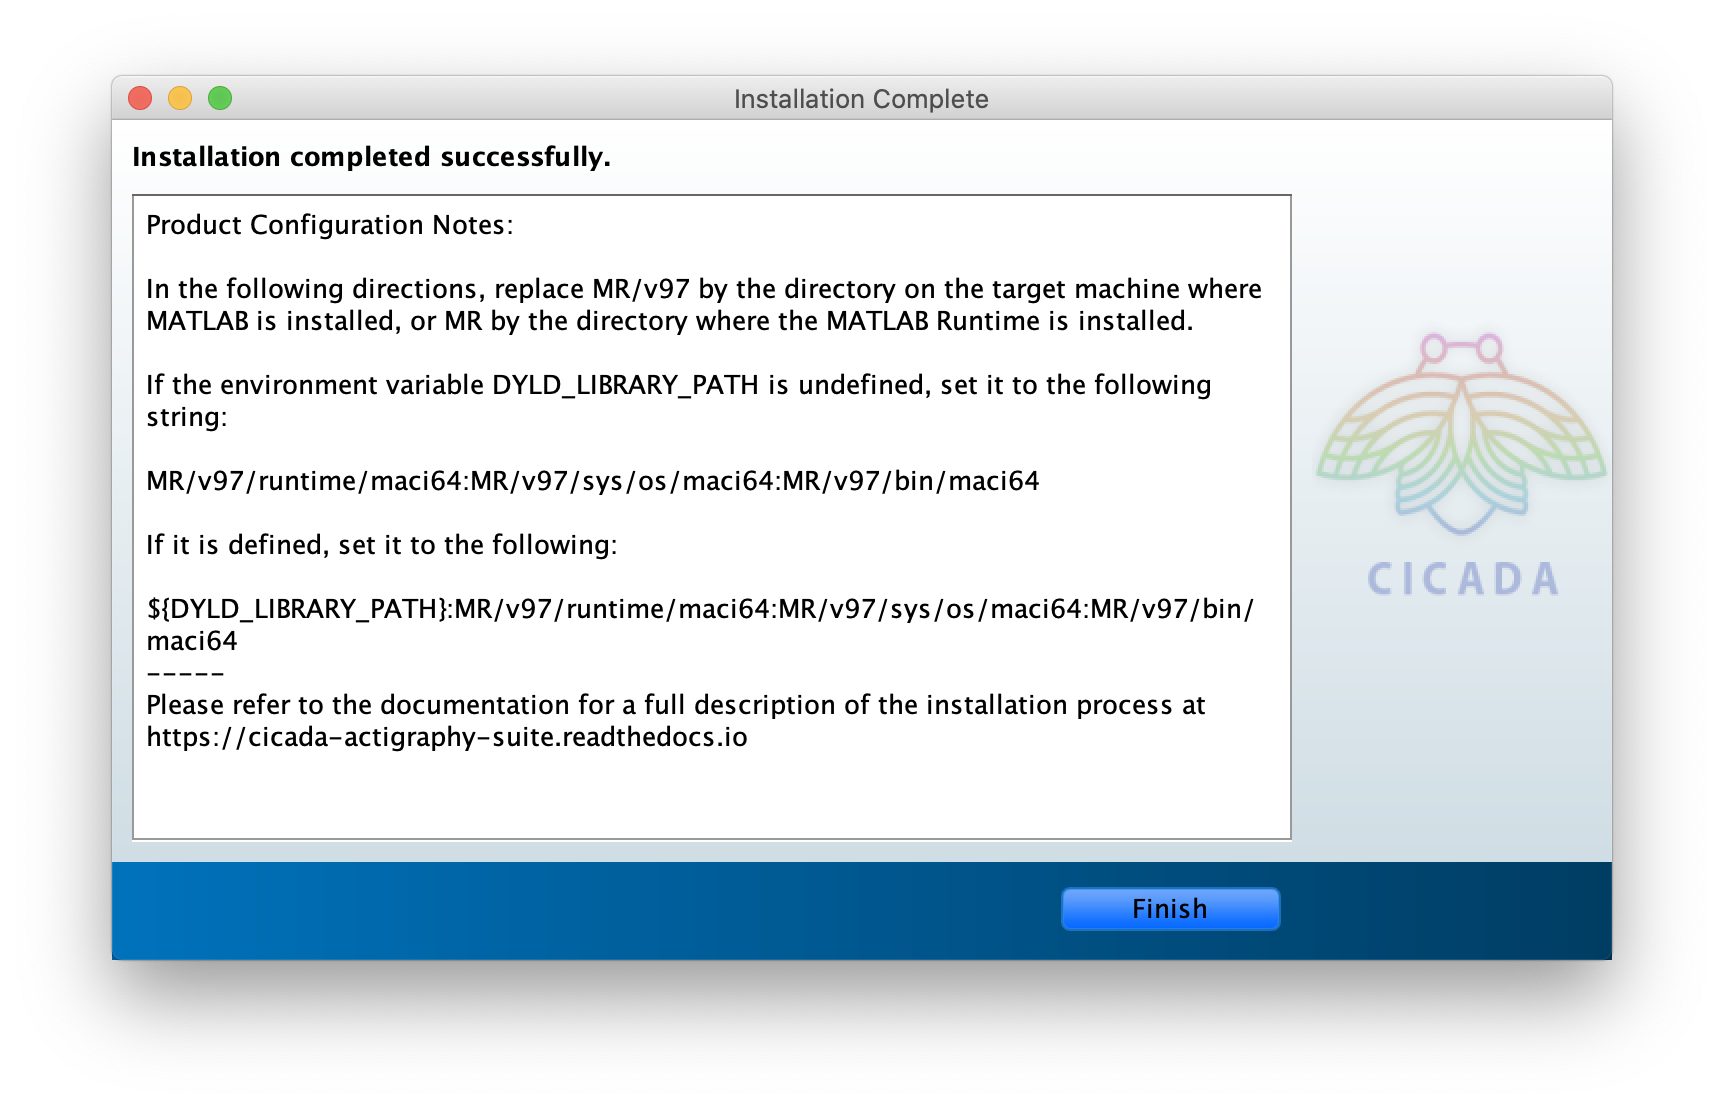 Installation Complete
Installation completed successfully.
Product Configuration Notes:
In the following directions, replace MR/v97 by the directory on the target machine where
MATLAB is installed, or MR by the directory where the MATLAB Runtime is installed.
If the environment variable DYLD_LIBRARY_PATH is undefined, set it to the following
string:
MR/v97/runtime/maci64:MR/v97/sys/os/maci64:MR/v97/bin/maci64
If it is defined, set it to the following:
${DYLD_LIBRARY_PATH}:MR/v97/runtime/maci64:MR/v97/sys/os/maci64:MR/v97/bin/
maci64
-----
Please refer to the documentation for a full description of the installation process at
https://cicada-actigraphy-suite.readthedocs.io
CICADA
Finish